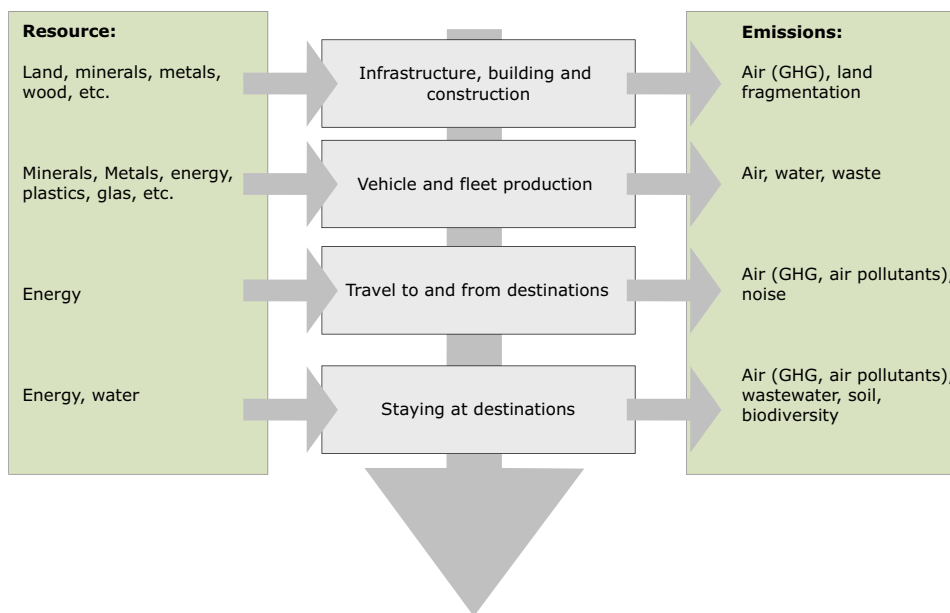 Resource:
Land, minerals, metals,
wood, etc.
Minerals, Metals, energy,
plastics, glas, etc.
Energy
Energy, water
Infrastructure, building and
construction
Vehicle and fleet production
Travel to and from destinations
Staying at destinations
Emissions:
Air (GHG), land
fragmentation
Air, water, waste
Air (GHG, air pollutants),
noise
Air (GHG, air pollutants),
wastewater, soil,
biodiversity